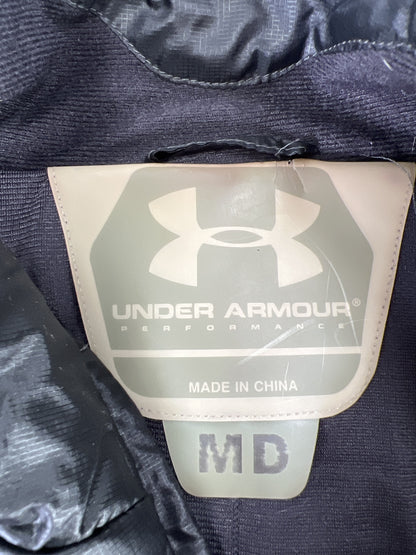 UNDER ARMOUR®
PERFORMANCE
MADE IN CHINA
MD